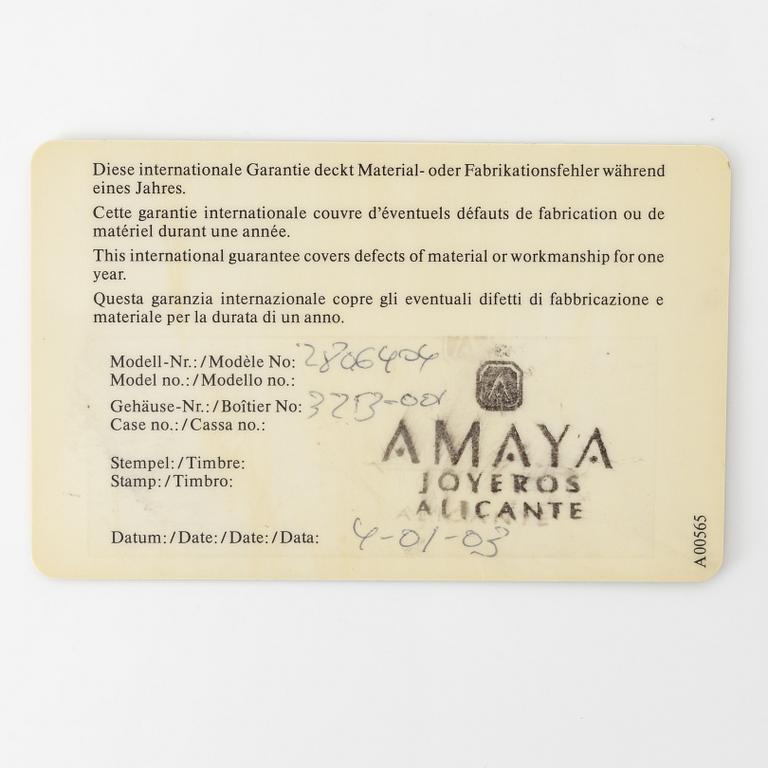 Diese internationale Garantie deckt Material- oder Fabrikationsfehler während
eines Jahres.
Cette garantie internationale couvre d'éventuels défauts de fabrication ou de
matériel durant une année.
This international guarantee covers defects of material or workmanship for one
year.
Questa garanzia internazionale copre gli eventuali difetti di fabbricazione e
materiale per la durata di un anno.
Modell-Nr.:/Modèle No: 2806404
Model no.:/Modello no.:
Gehäuse-Nr.:/Boîtier No:
Case no.:/Cassa no.:
AMAYA
Stempel:/Timbre:
Stamp:/Timbro:
JOYEROS
ALICANTE
Datum:/Date:/Date:/Data: 4-01-03
A00565